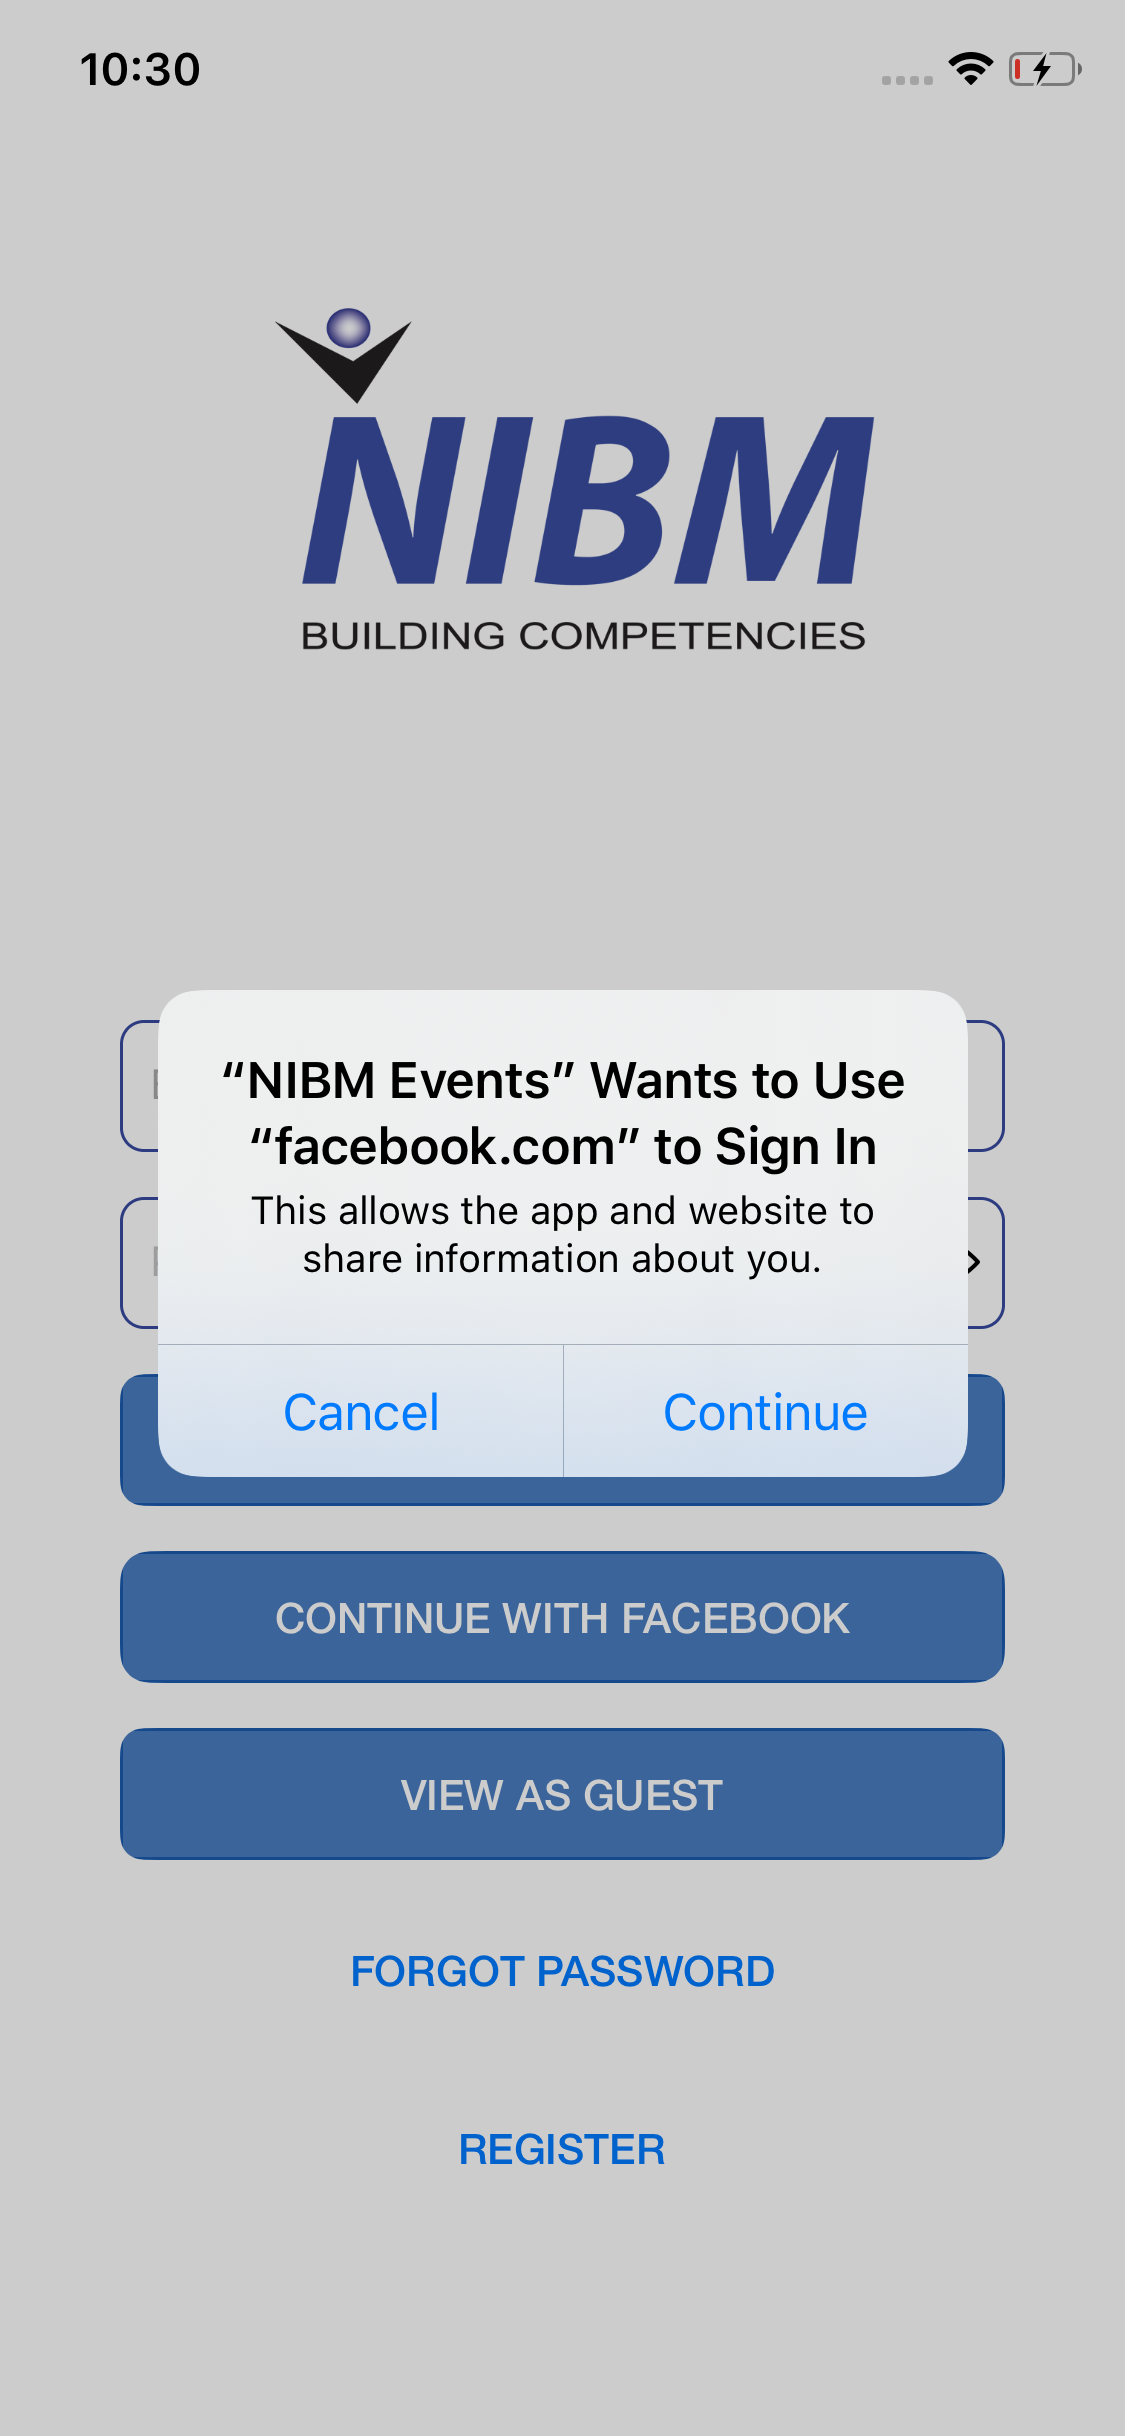 10:30
NIBM
BUILDING COMPETENCIES
“NIBM Events” Wants to Use
“facebook.com” to Sign In
This allows the app and website to
share information about you.
Cancel
Continue
CONTINUE WITH FACEBOOK
VIEW AS GUEST
FORGOT PASSWORD
REGISTER